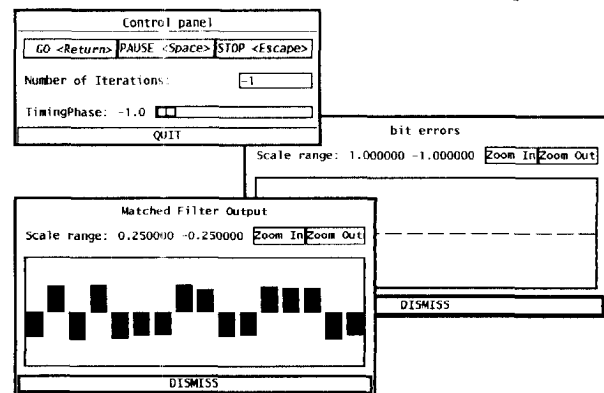 Control panel
GO <Return> PAUSE <Space> STOP <Escape>
Number of Iterations: -1
TimingPhase: -1.0
QUIT
bit errors
Scale range: 1.000000 -1.000000 Zoom In Zoom Out
DISMISS
Matched Filter Output
Scale range: 0.250000 -0.250000 Zoom In Zoom Out
DISMISS